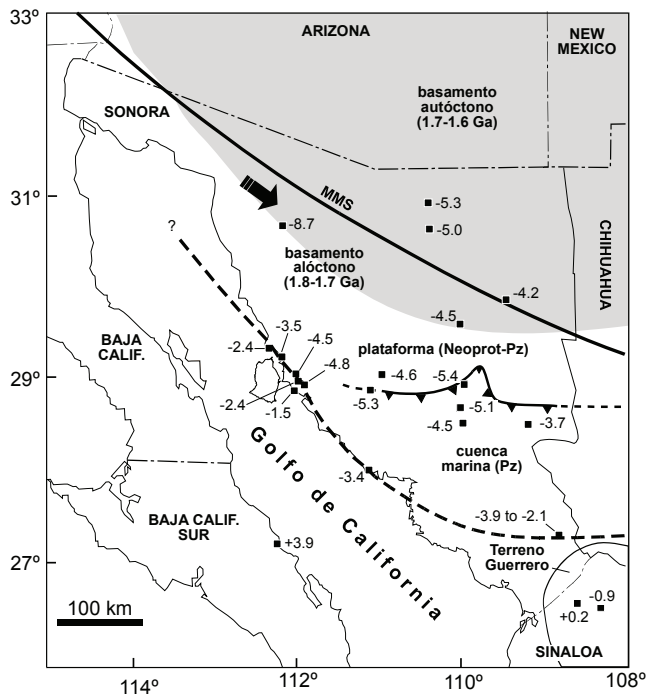 33°
ARIZONA
NEW
MEXICO
basamento
autóctono
(1.7-1.6 Ga)
SONORA
31°
MMS
-5.3
-8.7
-5.0
?
basamento
alóctono
(1.8-1.7 Ga)
CHIHUAHUA
-4.2
-4.5
-3.5
-4.5
-2.4
plataforma (Neoprot-Pz)
BAJA
CALIF.
-4.8
-4.6
-5.4
29°
-2.4
-1.5
-5.3
-5.1
-3.7
-4.5
cuenca
marina (Pz)
Golfo de California
-3.4
BAJA CALIF.
SUR
-3.9 to -2.1
+3.9
Terreno
Guerrero
27°
100 km
-0.9
+0.2
SINALOA
114°
112°
110°
108°